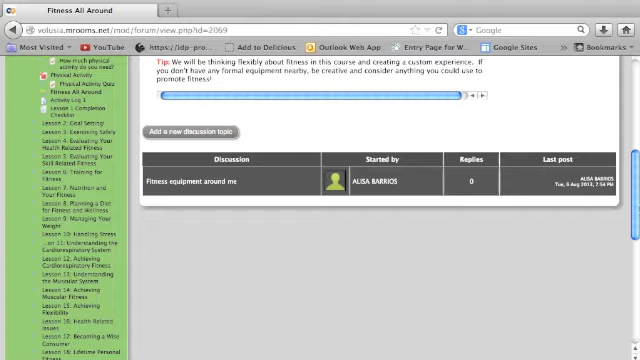 Fitness All Around
volusia.mrooms.net/mod/forum/view.php?id=2069
Google
Most Visited
YouTube
https://idp-pro...
Add to Delicious
Outlook Web App
Entry Page for W...
Google Sites
Bookmarks
How much physical
activity do you need?
Physical Activity
Physical Activity Quiz
Fitness All Around
Activity Log 1
Lesson 1 Completion
Checklist
Lesson 2: Goal Setting!
Lesson 3: Exercising Safely
Lesson 4: Evaluating Your
Health Related Fitness
Lesson 5: Evaluating Your
Skill Related Fitness
Lesson 6: Training for
Fitness
Lesson 7: Nutrition and
Your Fitness
Lesson 8: Planning a Diet
for Fitness and Wellness
Lesson 9: Managing Your
Weight
Lesson 10: Handling Stress
...on 11: Understanding the
Cardiorespiratory System
Lesson 12: Achieving
Cardiorespiratory Fitness
Lesson 13: Understanding
the Muscular System
Lesson 14: Achieving
Muscular Fitness
Lesson 15: Achieving
Flexibility
Lesson 16: Health Related
Issues
Lesson 17: Becoming a Wise
Consumer
Lesson 18: Lifetime Personal
Fitness
Tip: We will be thinking flexibly about fitness in this course and creating a custom experience. If
you don't have any formal equipment nearby, be creative and consider anything you could use to
promote fitness!
Add a new discussion topic
Discussion Started by Replies Last post
Fitness equipment around me ALISA BARRIOS 0 ALISA BARRIOS
Tue, 6 Aug 2013, 7:54 PM